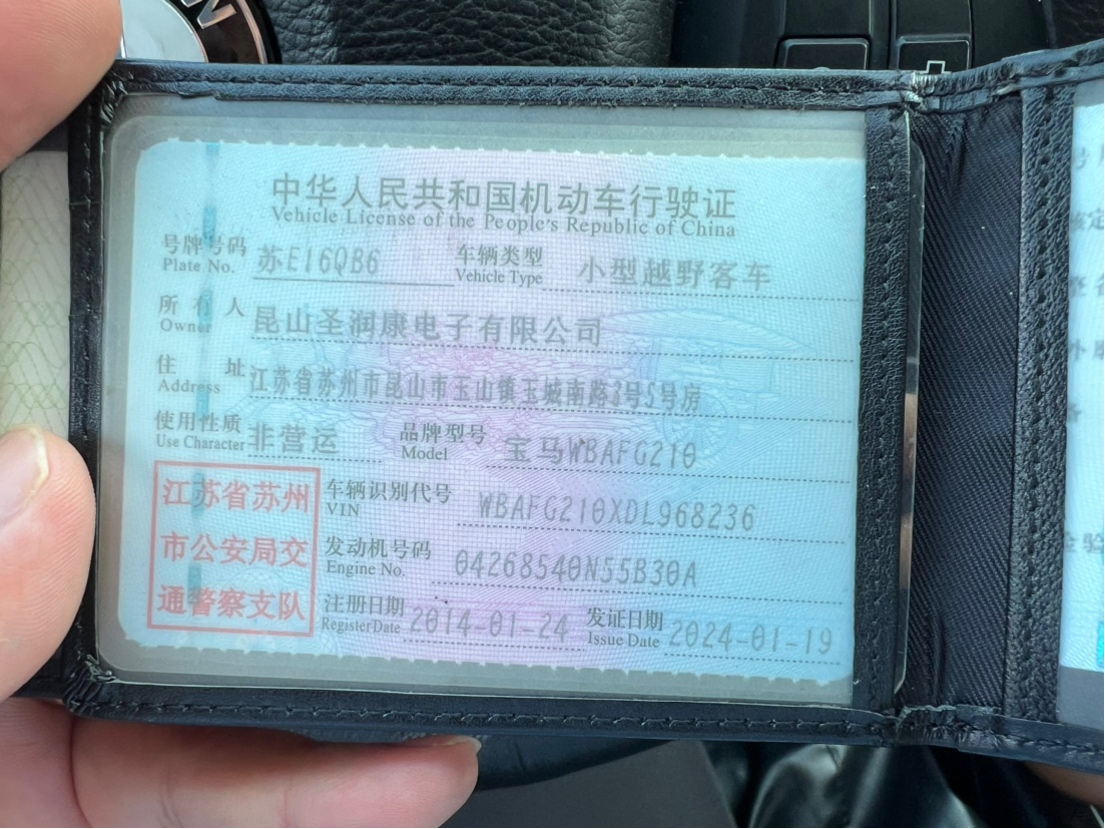 中华人民共和国机动车行驶证
Vehicle License of the People's Republic of China
号牌号码 苏E16QB6 车辆类型 小型越野客车
Plate No. Vehicle Type
所有人 昆山圣润康电子有限公司
Owner
住址 江苏省苏州市昆山市玉山镇玉城南路3号5号房
Address
使用性质 非营运 品牌型号 宝马WBAFG210
Use Character Model
江苏省苏州
市公安局交
通警察支队
车辆识别代号 WBAFG210XDL968236
VIN
发动机号码 04268540N55B30A
Engine No.
注册日期 2014-01-24 发证日期 2024-01-19
Register Date Issue Date